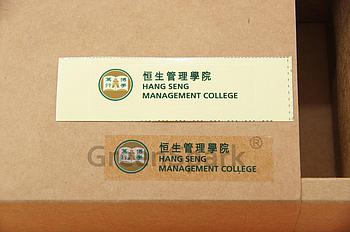 恒生管理學院
HANG SENG
MANAGEMENT COLLEGE
恒生管理學院
HANG SENG
MANAGEMENT COLLEGE